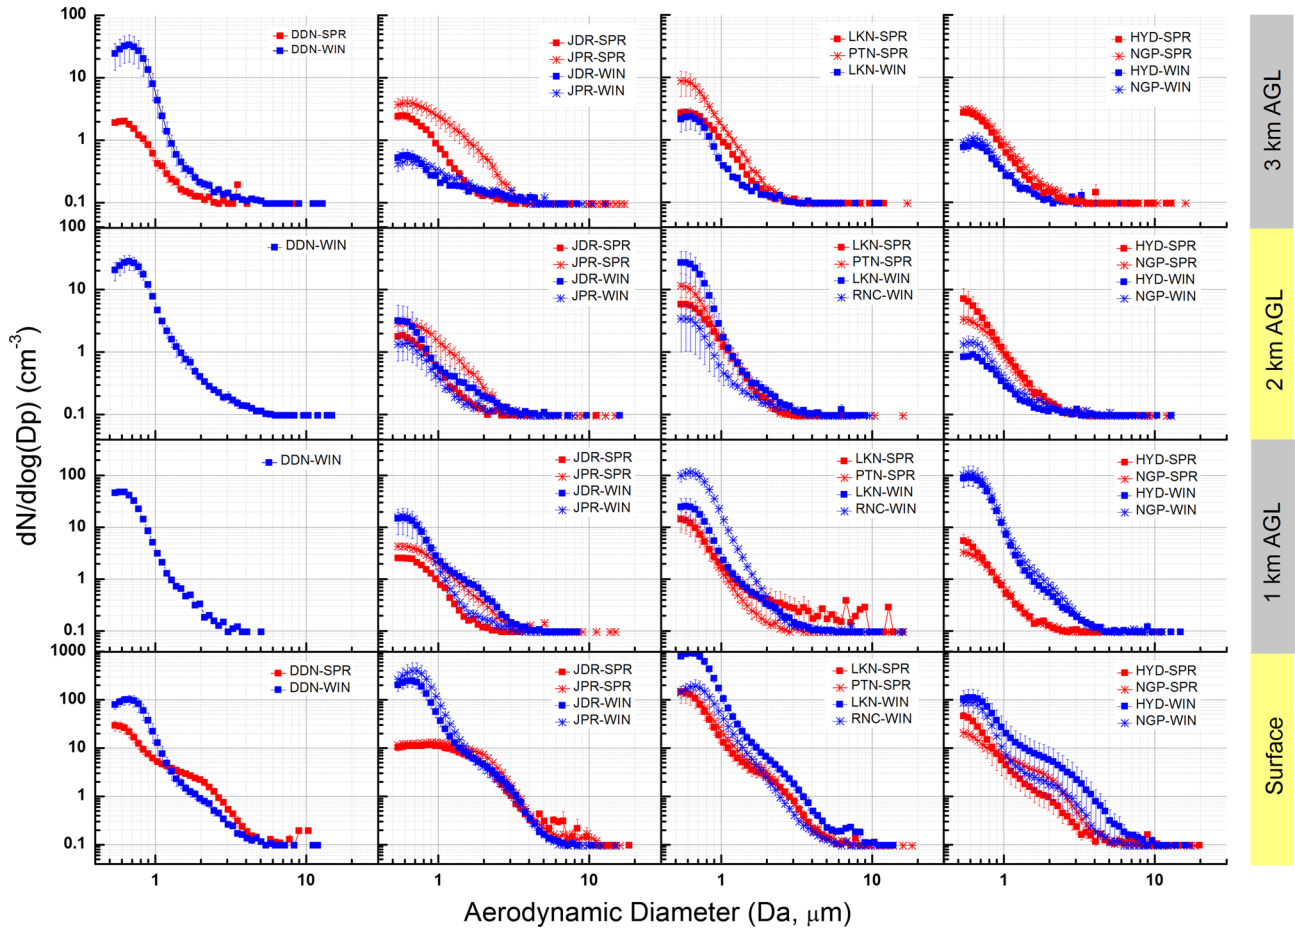 100
10
1
0.1
DDN-SPR
DDN-WIN
JDR-SPR
JPR-SPR
JDR-WIN
JPR-WIN
LKN-SPR
PTN-SPR
LKN-WIN
HYD-SPR
NGP-SPR
HYD-WIN
NGP-WIN
3 km AGL
100
10
1
0.1
DDN-WIN
JDR-SPR
JPR-SPR
JDR-WIN
JPR-WIN
LKN-SPR
PTN-SPR
LKN-WIN
RNC-WIN
HYD-SPR
NGP-SPR
HYD-WIN
NGP-WIN
2 km AGL
dN/dlog(Dp) (cm⁻³)
100
10
1
0.1
DDN-WIN
JDR-SPR
JPR-SPR
JDR-WIN
JPR-WIN
LKN-SPR
PTN-SPR
LKN-WIN
RNC-WIN
HYD-SPR
NGP-SPR
HYD-WIN
NGP-WIN
1 km AGL
1000
100
10
1
0.1
DDN-SPR
DDN-WIN
JDR-SPR
JPR-SPR
JDR-WIN
JPR-WIN
LKN-SPR
PTN-SPR
LKN-WIN
RNC-WIN
HYD-SPR
NGP-SPR
HYD-WIN
NGP-WIN
Surface
1 10 1 10 1 10 1 10
Aerodynamic Diameter (Da, μm)